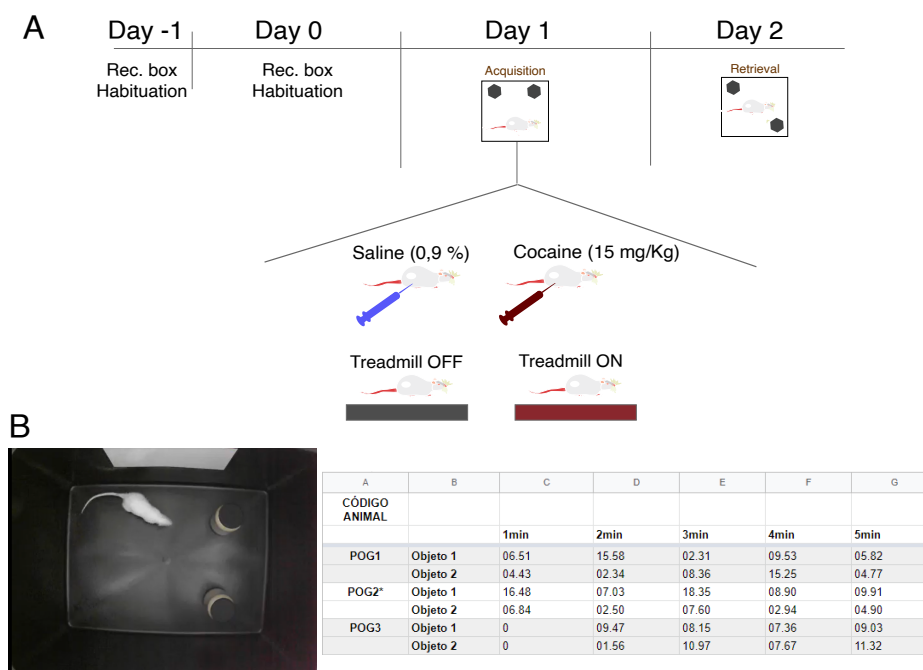 A
Day -1 Day 0 Day 1 Day 2
Rec. box
Habituation
Rec. box
Habituation
Acquisition
Retrieval
Saline (0,9 %) Cocaine (15 mg/Kg)
Treadmill OFF Treadmill ON
B
A B C D E F G
CÓDIGO
ANIMAL
1min 2min 3min 4min 5min
POG1 Objeto 1 06.51 15.58 02.31 09.53 05.82
Objeto 2 04.43 02.34 08.36 15.25 04.77
POG2* Objeto 1 16.48 07.03 18.35 08.90 09.91
Objeto 2 06.84 02.50 07.60 02.94 04.90
POG3 Objeto 1 0 09.47 08.15 07.36 09.03
Objeto 2 0 01.56 10.97 07.67 11.32